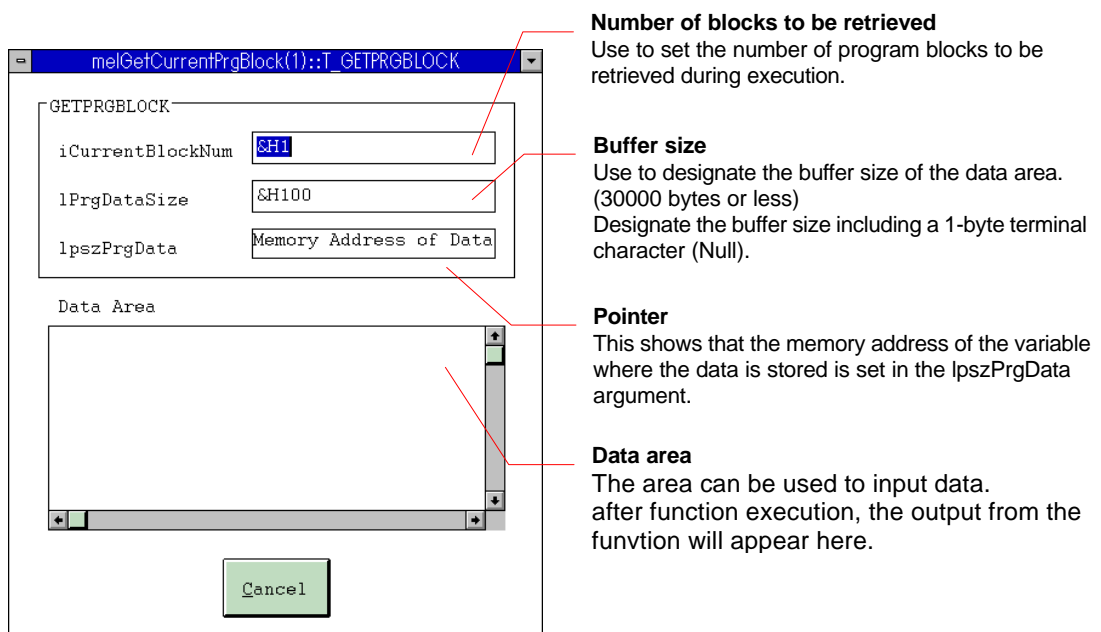 melGetCurrentPrgBlock(1)::T_GETPRGBLOCK
GETPRGBLOCK
iCurrentBlockNum &H1
lPrgDataSize &H100
lpszPrgData Memory Address of Data
Data Area
Cancel
Number of blocks to be retrieved
Use to set the number of program blocks to be
retrieved during execution.
Buffer size
Use to designate the buffer size of the data area.
(30000 bytes or less)
Designate the buffer size including a 1-byte terminal
character (Null).
Pointer
This shows that the memory address of the variable
where the data is stored is set in the lpszPrgData
argument.
Data area
The area can be used to input data.
after function execution, the output from the
funvtion will appear here.